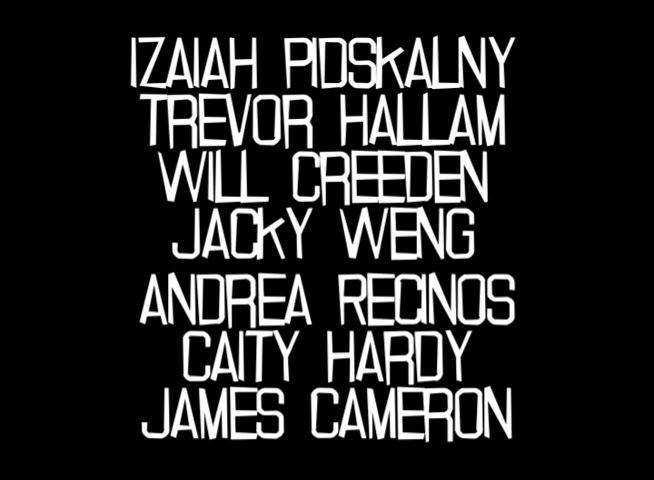 IZAIAH PIDSKALNY
TREVOR HALLAM
WILL CREEDEN
JACKY WENG
ANDREA RECINOS
CAITY HARDY
JAMES CAMERON